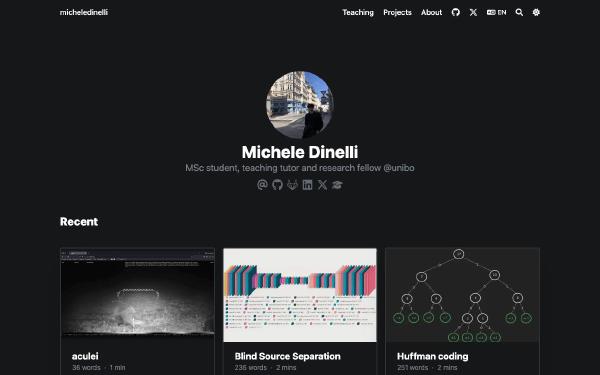 micheledinelli
Teaching Projects About EN
Michele Dinelli
MSc student, teaching tutor and research fellow @unibo
Recent
aculei
36 words · 1 min
Blind Source Separation
236 words · 2 mins
Huffman coding
251 words · 2 mins